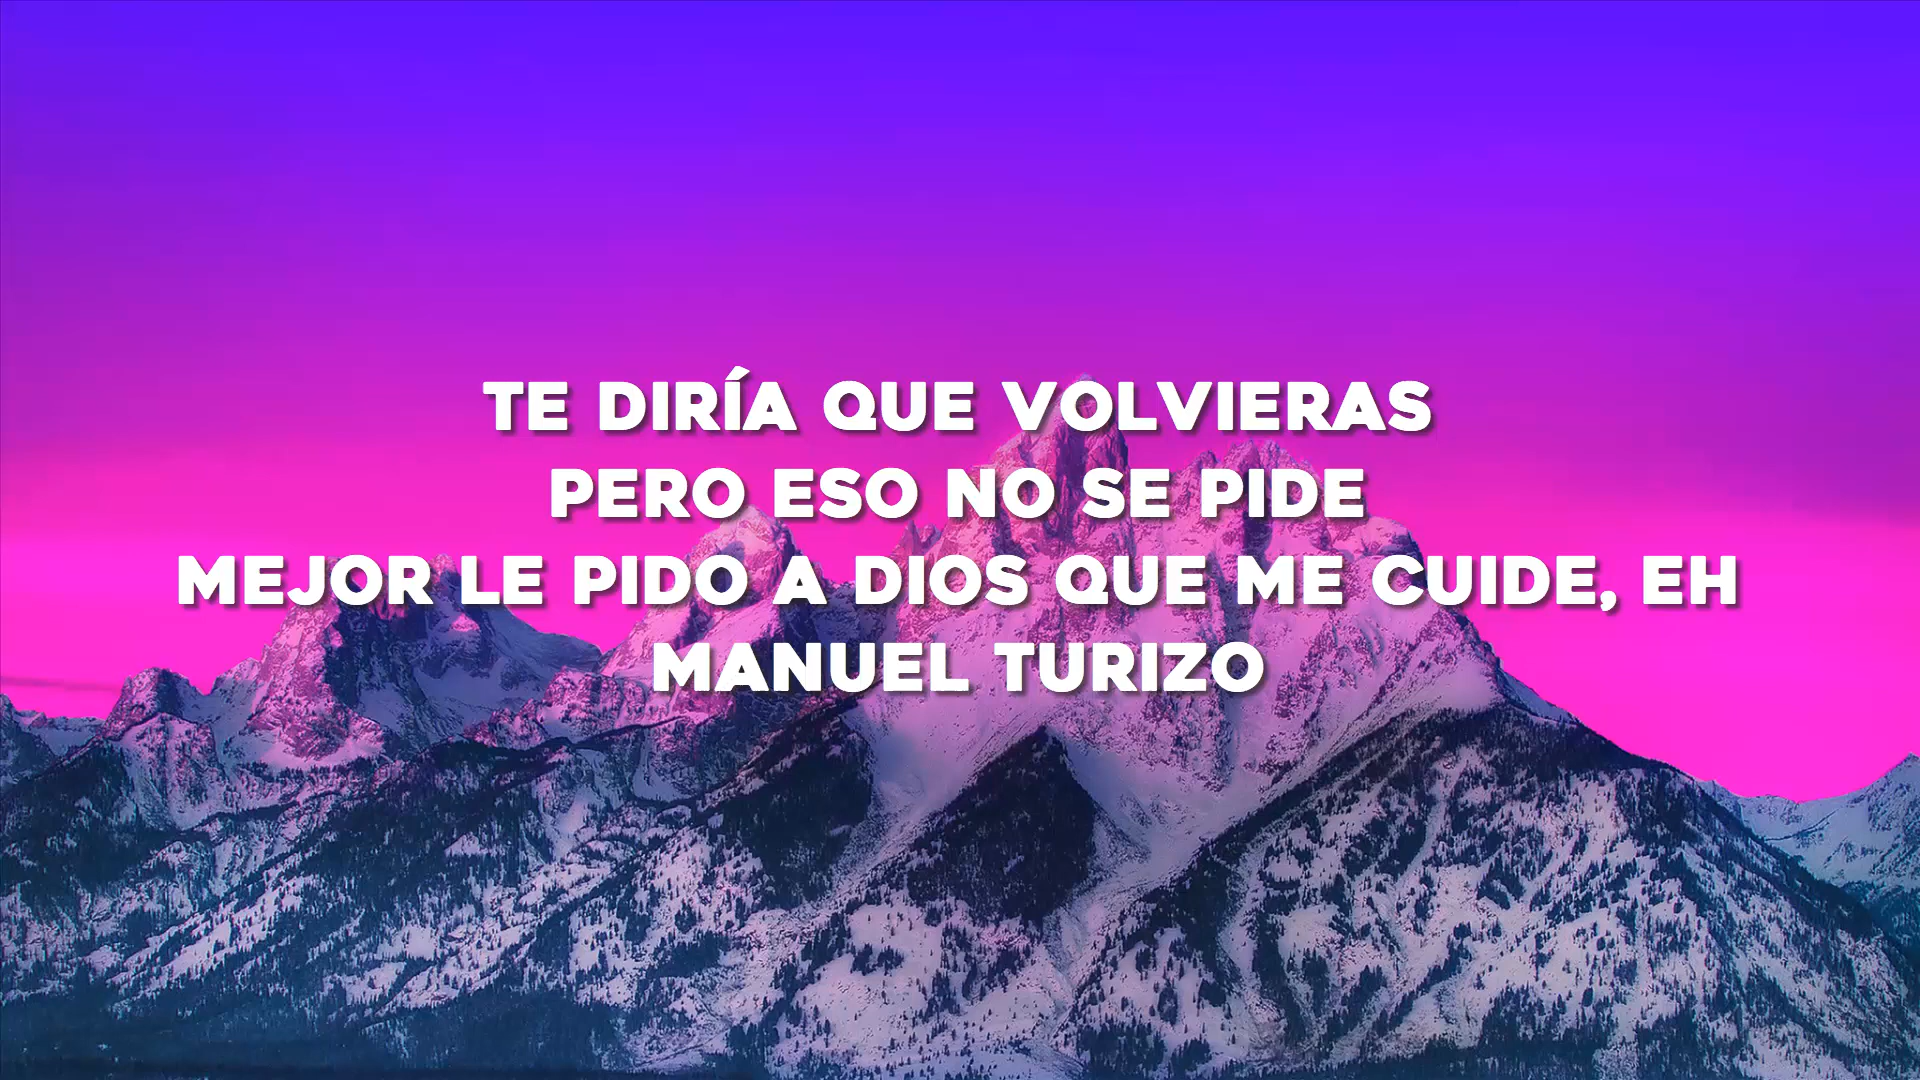 TE DIRÍA QUE VOLVIERAS
PERO ESO NO SE PIDE
MEJOR LE PIDO A DIOS QUE ME CUIDE, EH
MANUEL TURIZO